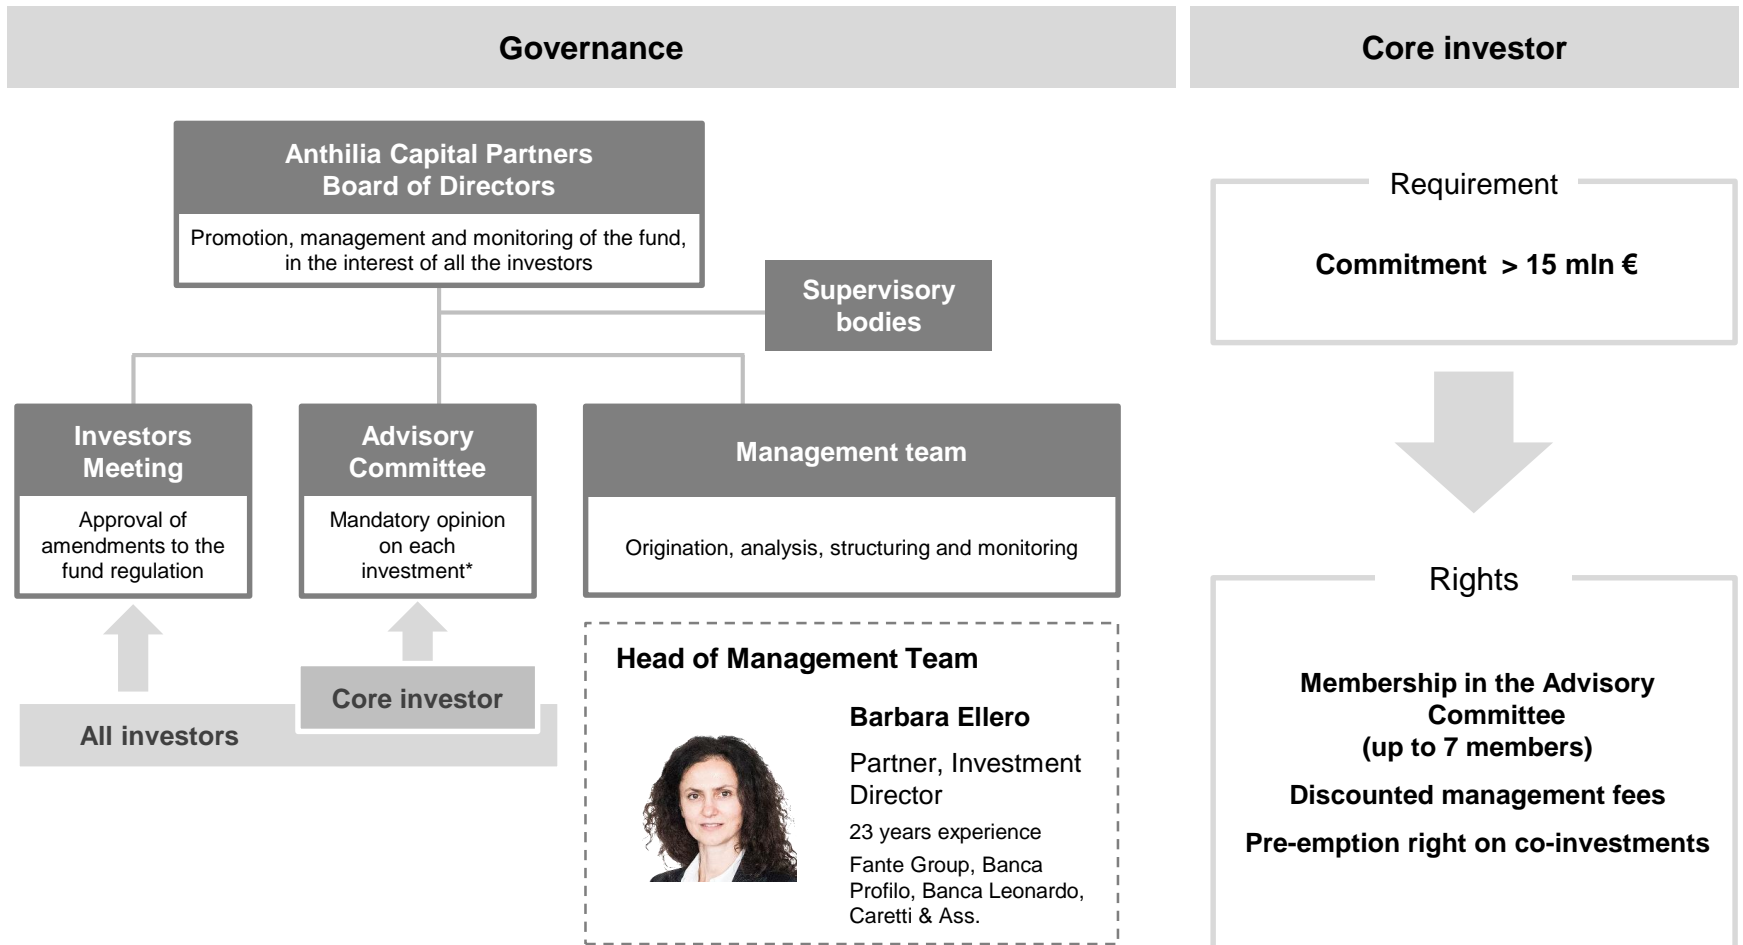 Governance
Core investor
Anthilia Capital Partners
Board of Directors
Promotion, management and monitoring of the fund,
in the interest of all the investors
Supervisory
bodies
Investors
Meeting
Approval of
amendments to the
fund regulation
Advisory
Committee
Mandatory opinion
on each
investment*
Management team
Origination, analysis, structuring and monitoring
All investors
Core investor
Head of Management Team
Barbara Ellero
Partner, Investment
Director
23 years experience
Fante Group, Banca
Profilo, Banca Leonardo,
Caretti & Ass.
Requirement
Commitment > 15 mln €
Rights
Membership in the Advisory
Committee
(up to 7 members)
Discounted management fees
Pre-emption right on co-investments